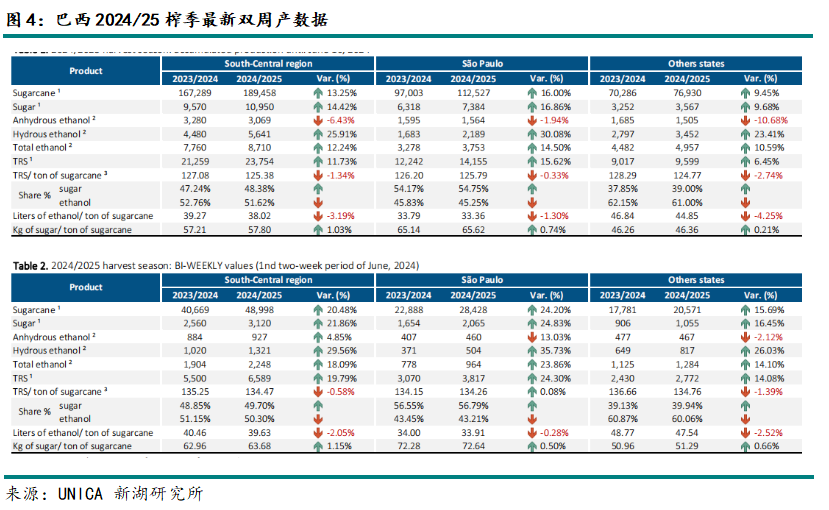 图 4：巴西 2024/25 榨季最新双周产数据
Product South-Central region São Paulo Others states
2023/2024 2024/2025 Var. (%) 2023/2024 2024/2025 Var. (%) 2023/2024 2024/2025 Var. (%)
Sugarcane ¹ 167,289 189,458 13.25% 97,003 112,527 16.00% 70,286 76,930 9.45%
Sugar ¹ 9,570 10,950 14.42% 6,318 7,384 16.86% 3,252 3,567 9.68%
Anhydrous ethanol ² 3,280 3,069 -6.43% 1,595 1,564 -1.94% 1,685 1,505 -10.68%
Hydrous ethanol ² 4,480 5,641 25.91% 1,683 2,189 30.08% 2,797 3,452 23.41%
Total ethanol ² 7,760 8,710 12.24% 3,278 3,753 14.50% 4,482 4,957 10.59%
TRS ¹ 21,259 23,754 11.73% 12,242 14,155 15.62% 9,017 9,599 6.45%
TRS/ ton of sugarcane ³ 127.08 125.38 -1.34% 126.20 125.79 -0.33% 128.29 124.77 -2.74%
Share % sugar 47.24% 48.38% 54.17% 54.75% 37.85% 39.00%
ethanol 52.76% 51.62% 45.83% 45.25% 62.15% 61.00%
Liters of ethanol/ ton of sugarcane 39.27 38.02 -3.19% 33.79 33.36 -1.30% 46.84 44.85 -4.25%
Kg of sugar/ ton of sugarcane 57.21 57.80 1.03% 65.14 65.62 0.74% 46.26 46.36 0.21%
Table 2. 2024/2025 harvest season: BI-WEEKLY values (1nd two-week period of June, 2024)
Product South-Central region São Paulo Others states
2023/2024 2024/2025 Var. (%) 2023/2024 2024/2025 Var. (%) 2023/2024 2024/2025 Var. (%)
Sugarcane ¹ 40,669 48,998 20.48% 22,888 28,428 24.20% 17,781 20,571 15.69%
Sugar ¹ 2,560 3,120 21.86% 1,654 2,065 24.83% 906 1,055 16.45%
Anhydrous ethanol ² 884 927 4.85% 407 460 13.03% 477 467 -2.12%
Hydrous ethanol ² 1,020 1,321 29.56% 371 504 35.73% 649 817 26.03%
Total ethanol ² 1,904 2,248 18.09% 778 964 23.86% 1,125 1,284 14.10%
TRS ¹ 5,500 6,589 19.79% 3,070 3,817 24.30% 2,430 2,772 14.08%
TRS/ ton of sugarcane ³ 135.25 134.47 -0.58% 134.15 134.26 0.08% 136.66 134.76 -1.39%
Share % sugar 48.85% 49.70% 56.55% 56.79% 39.13% 39.94%
ethanol 51.15% 50.30% 43.45% 43.21% 60.87% 60.06%
Liters of ethanol/ ton of sugarcane 40.46 39.63 -2.05% 34.00 33.91 -0.28% 48.77 47.54 -2.52%
Kg of sugar/ ton of sugarcane 62.96 63.68 1.15% 72.28 72.64 0.50% 50.96 51.29 0.66%
来源：UNICA 新湖研究所